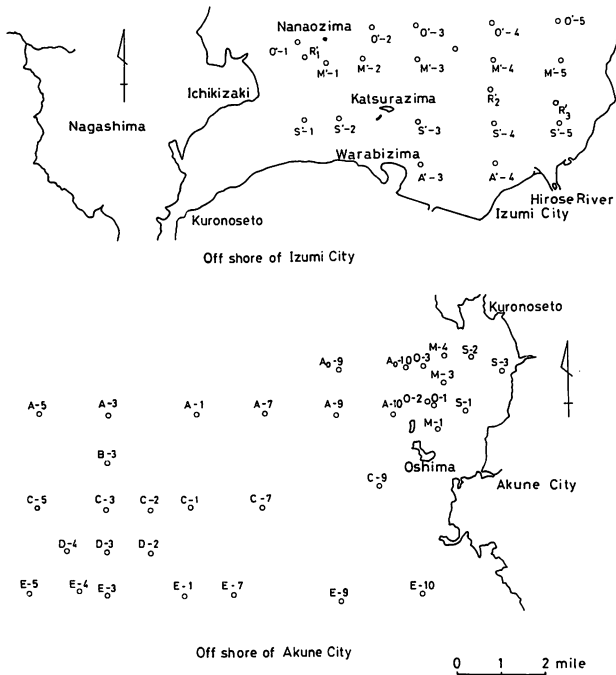 Nanaozima
O'-1
R'1
O'-2
O'-3
O'-4
O'-5
M'-1
M'-2
M'-3
M'-4
M'-5
Ichikizaki
Katsurazima
R'2
R'3
Nagashima
S'-1
S'-2
S'-3
S'-4
S'-5
Warabizima
A'-3
A'-4
Hirose River
Izumi City
Kuronoseto
Off shore of Izumi City
Kuronoseto
A0-9
A0-10
O-3
M-4
S-2
S-3
M-3
A-5
A-3
A-1
A-7
A-9
A-10
O-2
O-1
S-1
M-1
B-3
Oshima
C-9
Akune City
C-5
C-3
C-2
C-1
C-7
D-4
D-3
D-2
E-5
E-4
E-3
E-1
E-7
E-9
E-10
Off shore of Akune City
0 1 2 mile